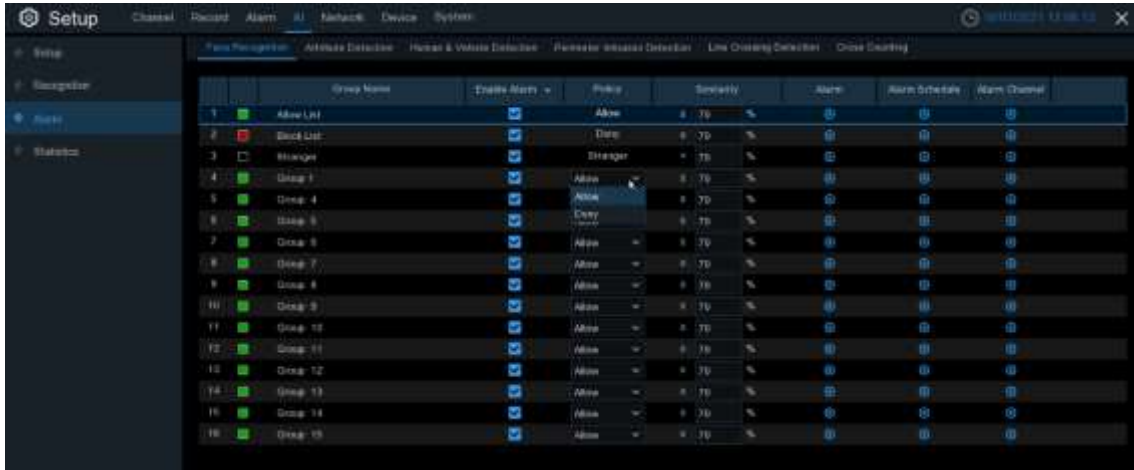 Setup Channel Record Alarm AI Network Device System
Setup
Recognition
Alarm
Statistics
Face Recognition Attribute Detection Human & Vehicle Detection Perimeter Intrusion Detection Line Crossing Detection Cross Counting
Group Name Enable Alarm Policy Similarity Alarm Alarm Schedule Alarm Channel
1 Allow List Allow ≥ 70 %
2 Block List Deny ≥ 70 %
3 Stranger Stranger < 70 %
4 Group 1 Allow ≥ 70 %
5 Group 4 Allow ≥ 70 %
6 Group 5 Deny ≥ 70 %
7 Group 6 Allow ≥ 70 %
8 Group 7 Allow ≥ 70 %
9 Group 8 Allow ≥ 70 %
10 Group 9 Allow ≥ 70 %
11 Group 10 Allow ≥ 70 %
12 Group 11 Allow ≥ 70 %
13 Group 12 Allow ≥ 70 %
14 Group 13 Allow ≥ 70 %
15 Group 14 Allow ≥ 70 %
16 Group 15 Allow ≥ 70 %